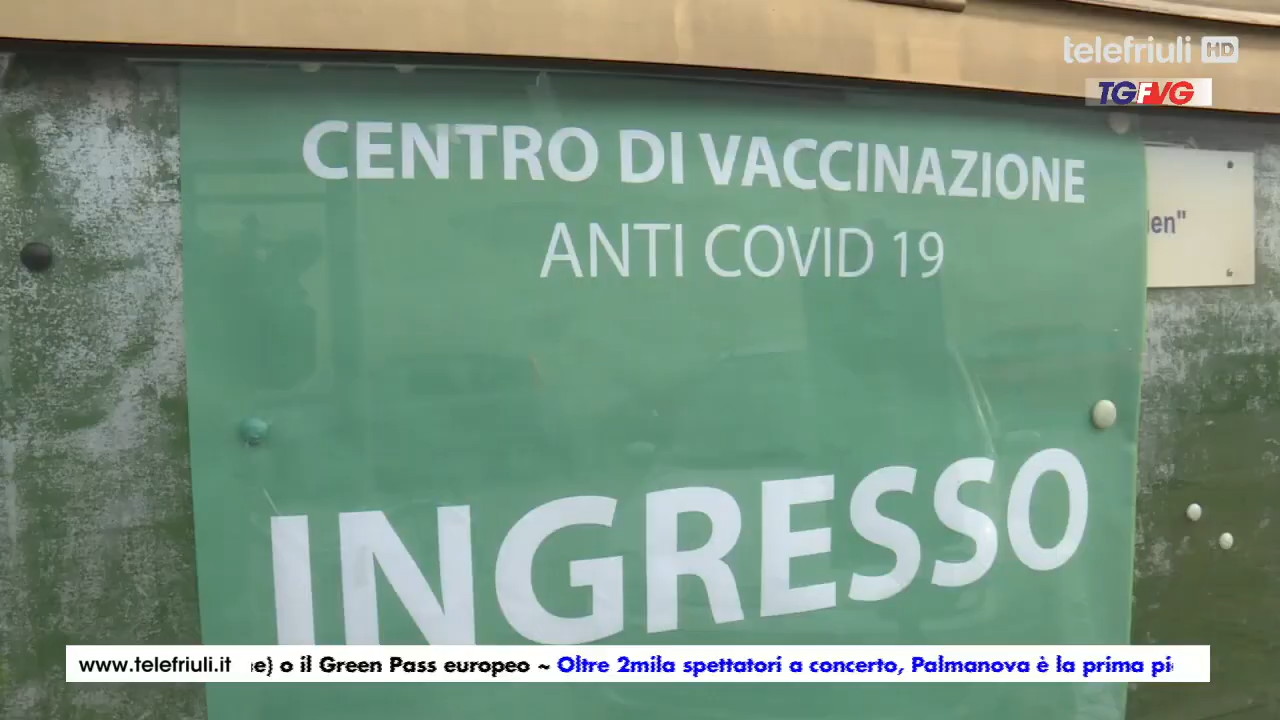 telefriuli HD
TGFVG
CENTRO DI VACCINAZIONE
ANTI COVID 19
INGRESSO
www.telefriuli.it o il Green Pass europeo ~ Oltre 2mila spettatori a concerto, Palmanova è la prima